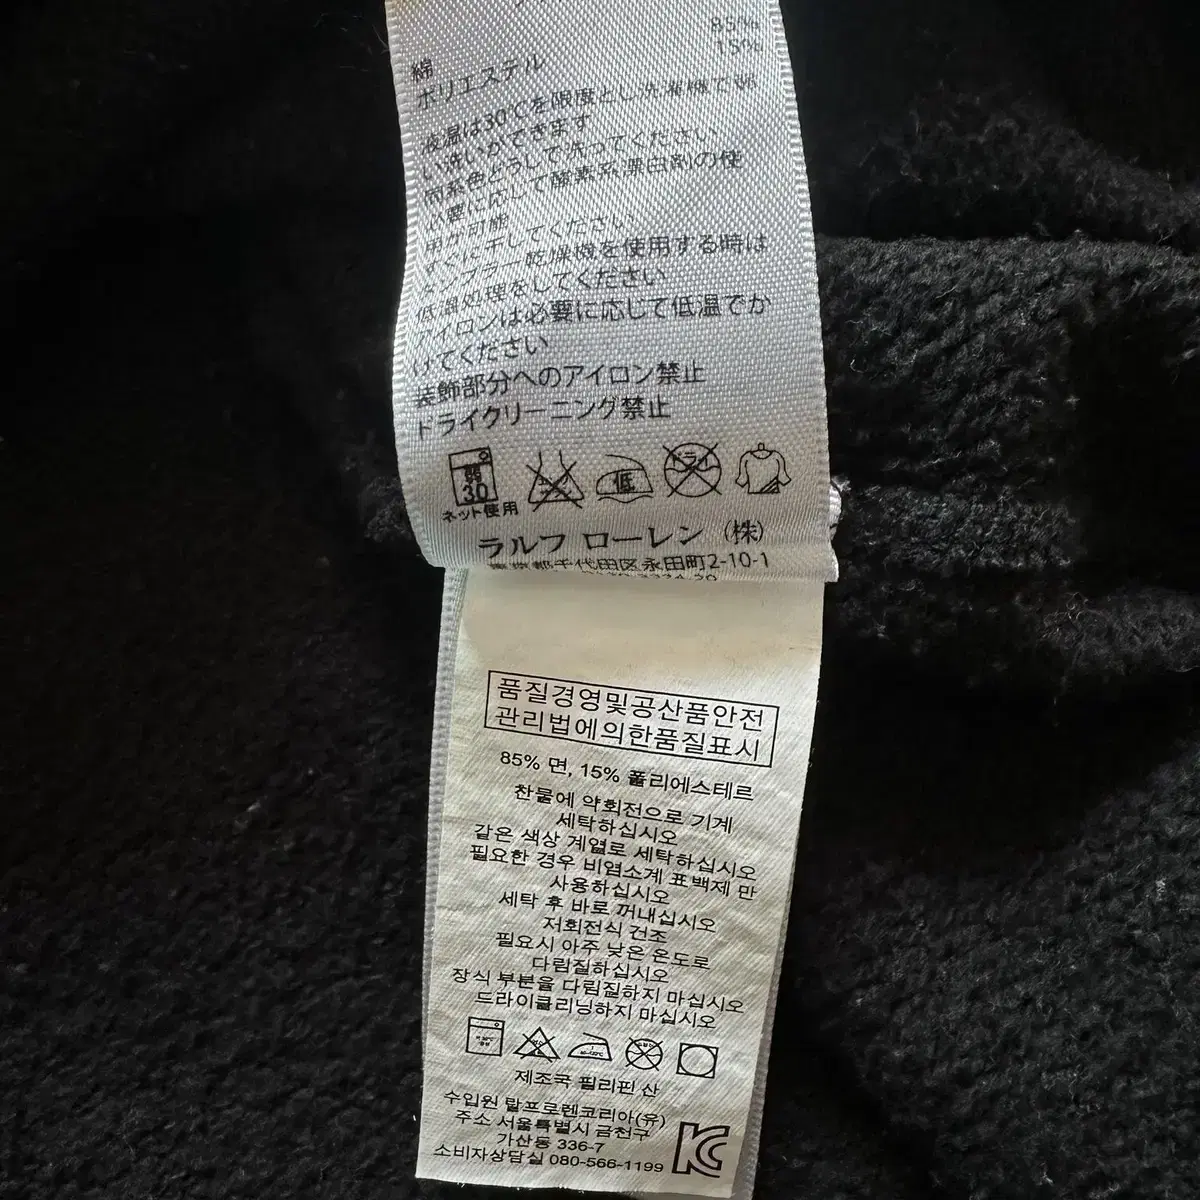 85%
15%
綿
ポリエステル
液温は30℃を限度とし洗濯機で弱
い洗いができます
同系色どうしで洗ってください
必要に応じて酸素系漂白剤の使
用が可能
すぐに干してください
タンブラー乾燥機を使用する時は
低温処理をしてください
アイロンは必要に応じて低温でか
けてください
装飾部分へのアイロン禁止
ドライクリーニング禁止
弱 30 低 ドライ
ネット使用
ラルフ ローレン (株)
東京都千代田区永田町2-10-1
품질경영및공산품안전
관리법에의한품질표시
85% 면, 15% 폴리에스테르
찬물에 약회전으로 기계
세탁하십시오
같은 색상 계열로 세탁하십시오
필요한 경우 비염소계 표백제 만
사용하십시오
세탁 후 바로 꺼내십시오
저회전식 건조
필요시 아주 낮은 온도로
다림질하십시오
장식 부분을 다림질하지 마십시오
드라이클리닝하지 마십시오
제조국 필리핀 산
수입원 랄프로렌코리아(유)
주소 서울특별시 금천구
가산동 336-7
소비자상담실 080-566-1199
KC